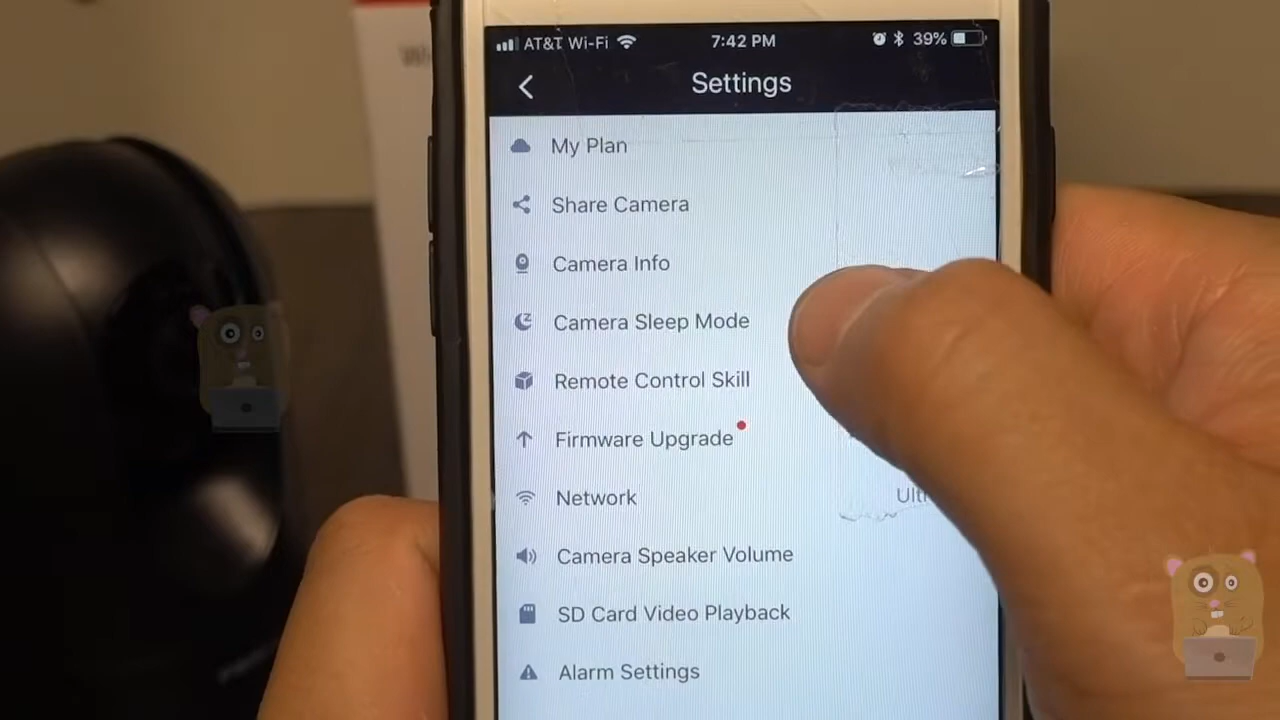 AT&T Wi-Fi 7:42 PM 39%
Settings
My Plan
Share Camera
Camera Info
Camera Sleep Mode
Remote Control Skill
Firmware Upgrade
Network
Camera Speaker Volume
SD Card Video Playback
Alarm Settings